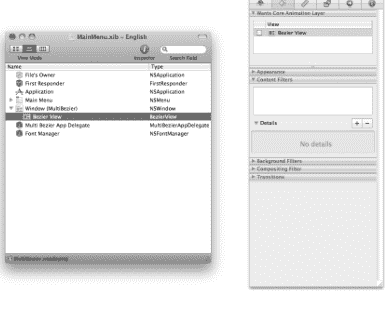 MainMenu.xib – English
View Mode
Inspector
Search Field
Name Type
File's Owner NSApplication
First Responder FirstResponder
Application NSApplication
Main Menu NSMenu
Window (MultiBezier) NSWindow
Bezier View BezierView
Multi Bezier App Delegate MultiBezierAppDelegate
Font Manager NSFontManager
MultiBezier.xcodeproj
Wants Core Animation Layer
View
Bezier View
Appearance
Content Filters
Details
+ −
No details
Background Filters
Compositing Filter
Transitions